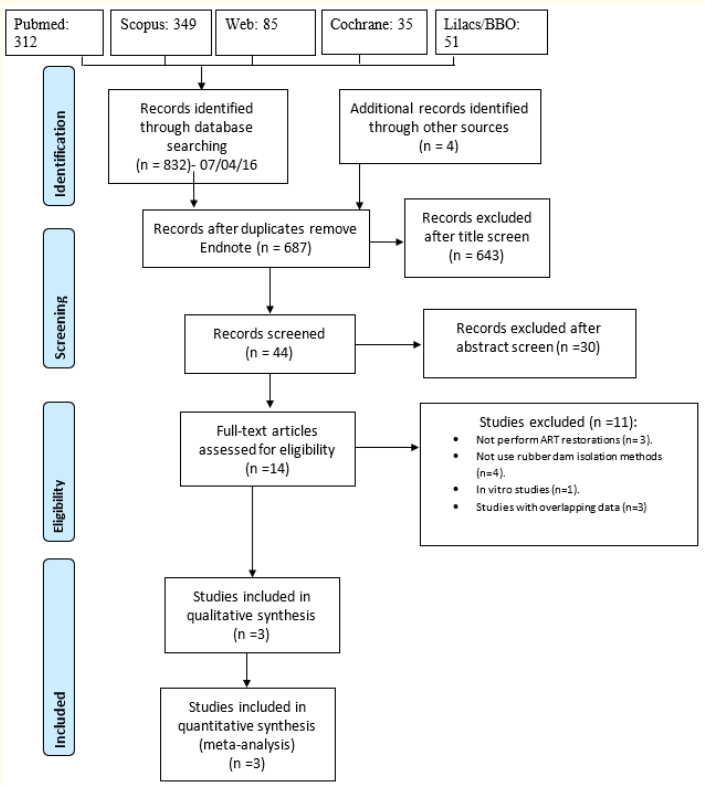 Pubmed:
312
Scopus: 349
Web: 85
Cochrane: 35
Lilacs/BBO:
51
Identification
Records identified
through database
searching
(n = 832)- 07/04/16
Additional records identified
through other sources
(n = 4)
Records after duplicates remove
Endnote (n = 687)
Records excluded
after title screen
(n = 643)
Screening
Records screened
(n = 44)
Records excluded after
abstract screen (n =30)
Eligibility
Full-text articles
assessed for eligibility
(n =14)
Studies excluded (n =11):
• Not perform ART restorations (n= 3).
• Not use rubber dam isolation methods
(n=4).
• In vitro studies (n=1).
• Studies with overlapping data (n=3)
Included
Studies included in
qualitative synthesis
(n =3)
Studies included in
quantitative synthesis
(meta-analysis)
(n =3)